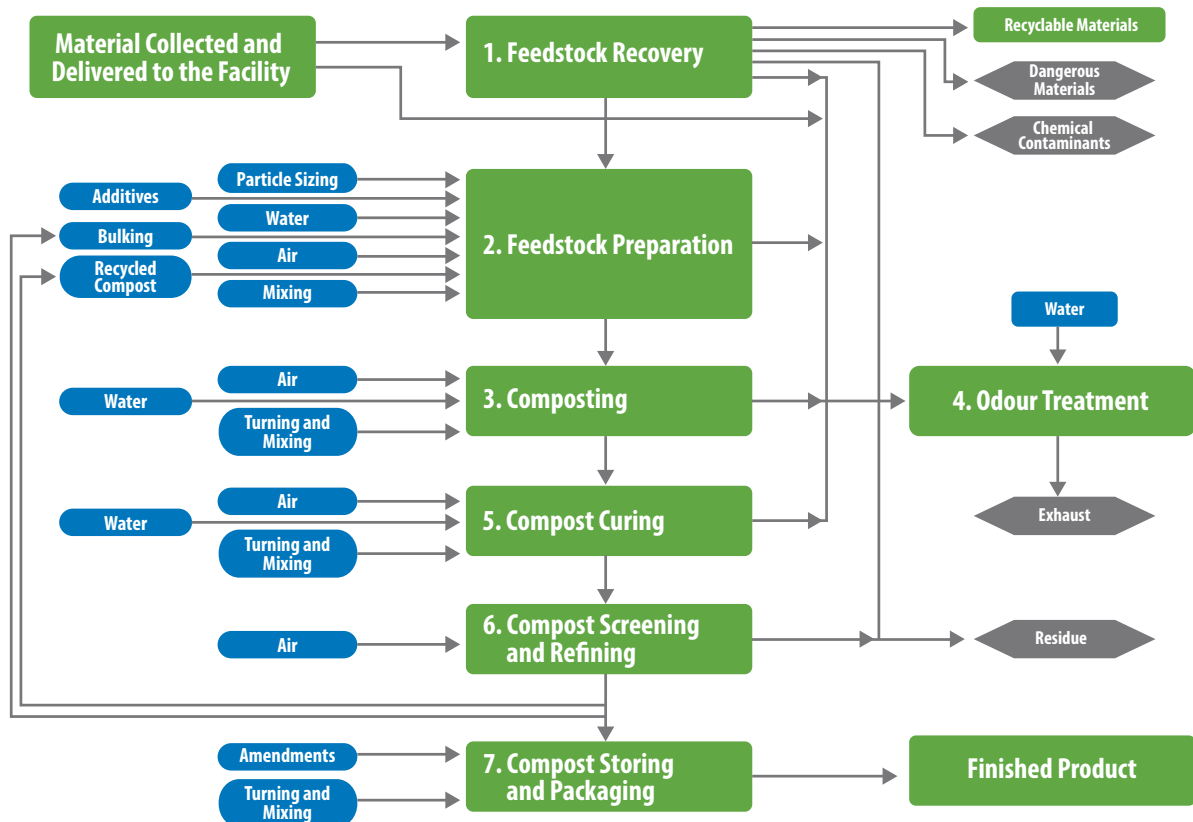 Material Collected and
Delivered to the Facility
1. Feedstock Recovery
Recyclable Materials
Dangerous
Materials
Chemical
Contaminants
Particle Sizing
Additives
Water
Bulking
Air
Recycled
Compost
Mixing
2. Feedstock Preparation
Water
Air
Water
Turning and
Mixing
3. Composting
4. Odour Treatment
Air
Water
Turning and
Mixing
5. Compost Curing
Exhaust
Air
6. Compost Screening
and Refining
Residue
Amendments
Turning and
Mixing
7. Compost Storing
and Packaging
Finished Product